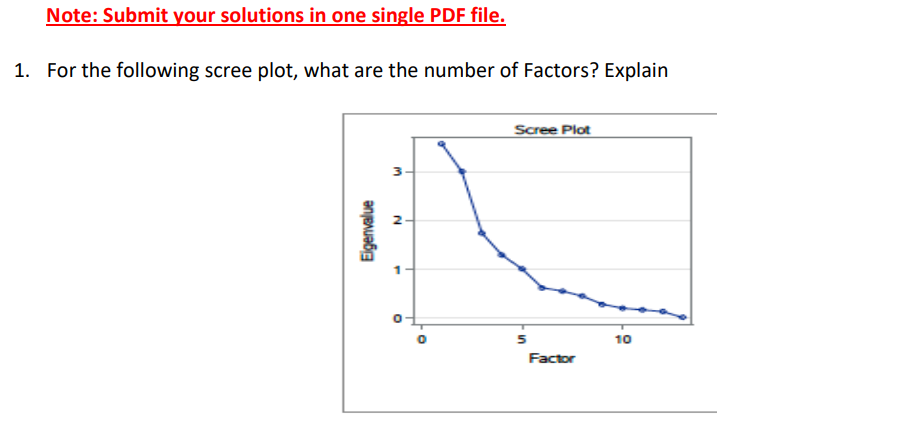 Note: Submit your solutions in one single PDF file.
1. For the following scree plot, what are the number of Factors? Explain
Scree Plot
3
2
1
0
Eigenvalue
0 5 10
Factor